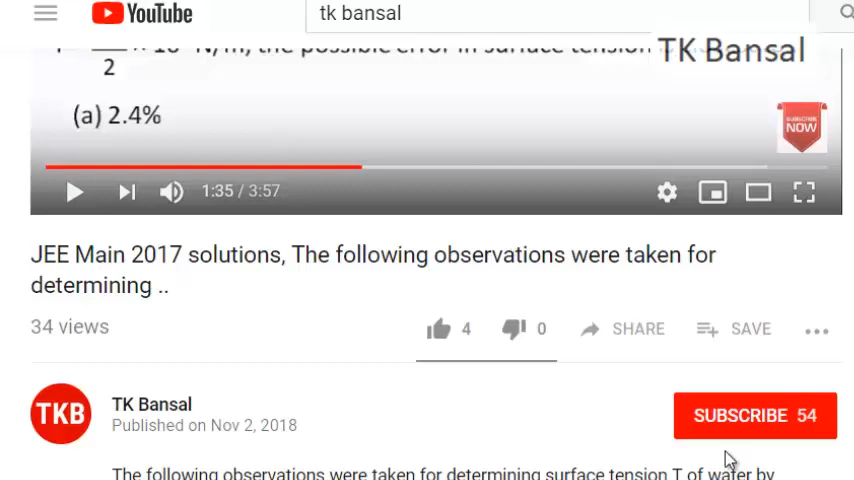 YouTube
tk bansal
the possible error in surface tension
TK Bansal
2
(a) 2.4%
SUBSCRIBE
NOW
1:35 / 3:57
JEE Main 2017 solutions, The following observations were taken for
determining ..
34 views
4
0
SHARE
SAVE
TKB
TK Bansal
SUBSCRIBE 54
Published on Nov 2, 2018
The following observations were taken for determining surface tension T of water by